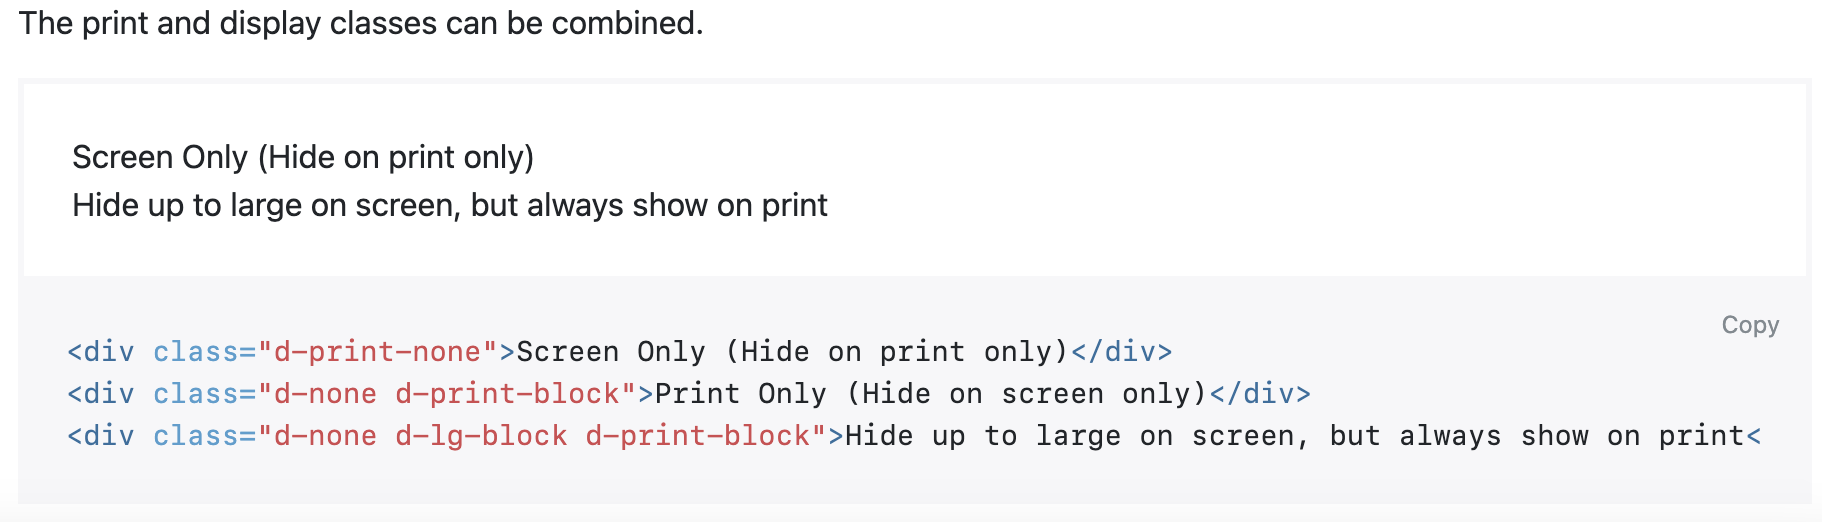 The print and display classes can be combined.
Screen Only (Hide on print only)
Hide up to large on screen, but always show on print
Copy
<div class="d-print-none">Screen Only (Hide on print only)</div>
<div class="d-none d-print-block">Print Only (Hide on screen only)</div>
<div class="d-none d-lg-block d-print-block">Hide up to large on screen, but always show on print<